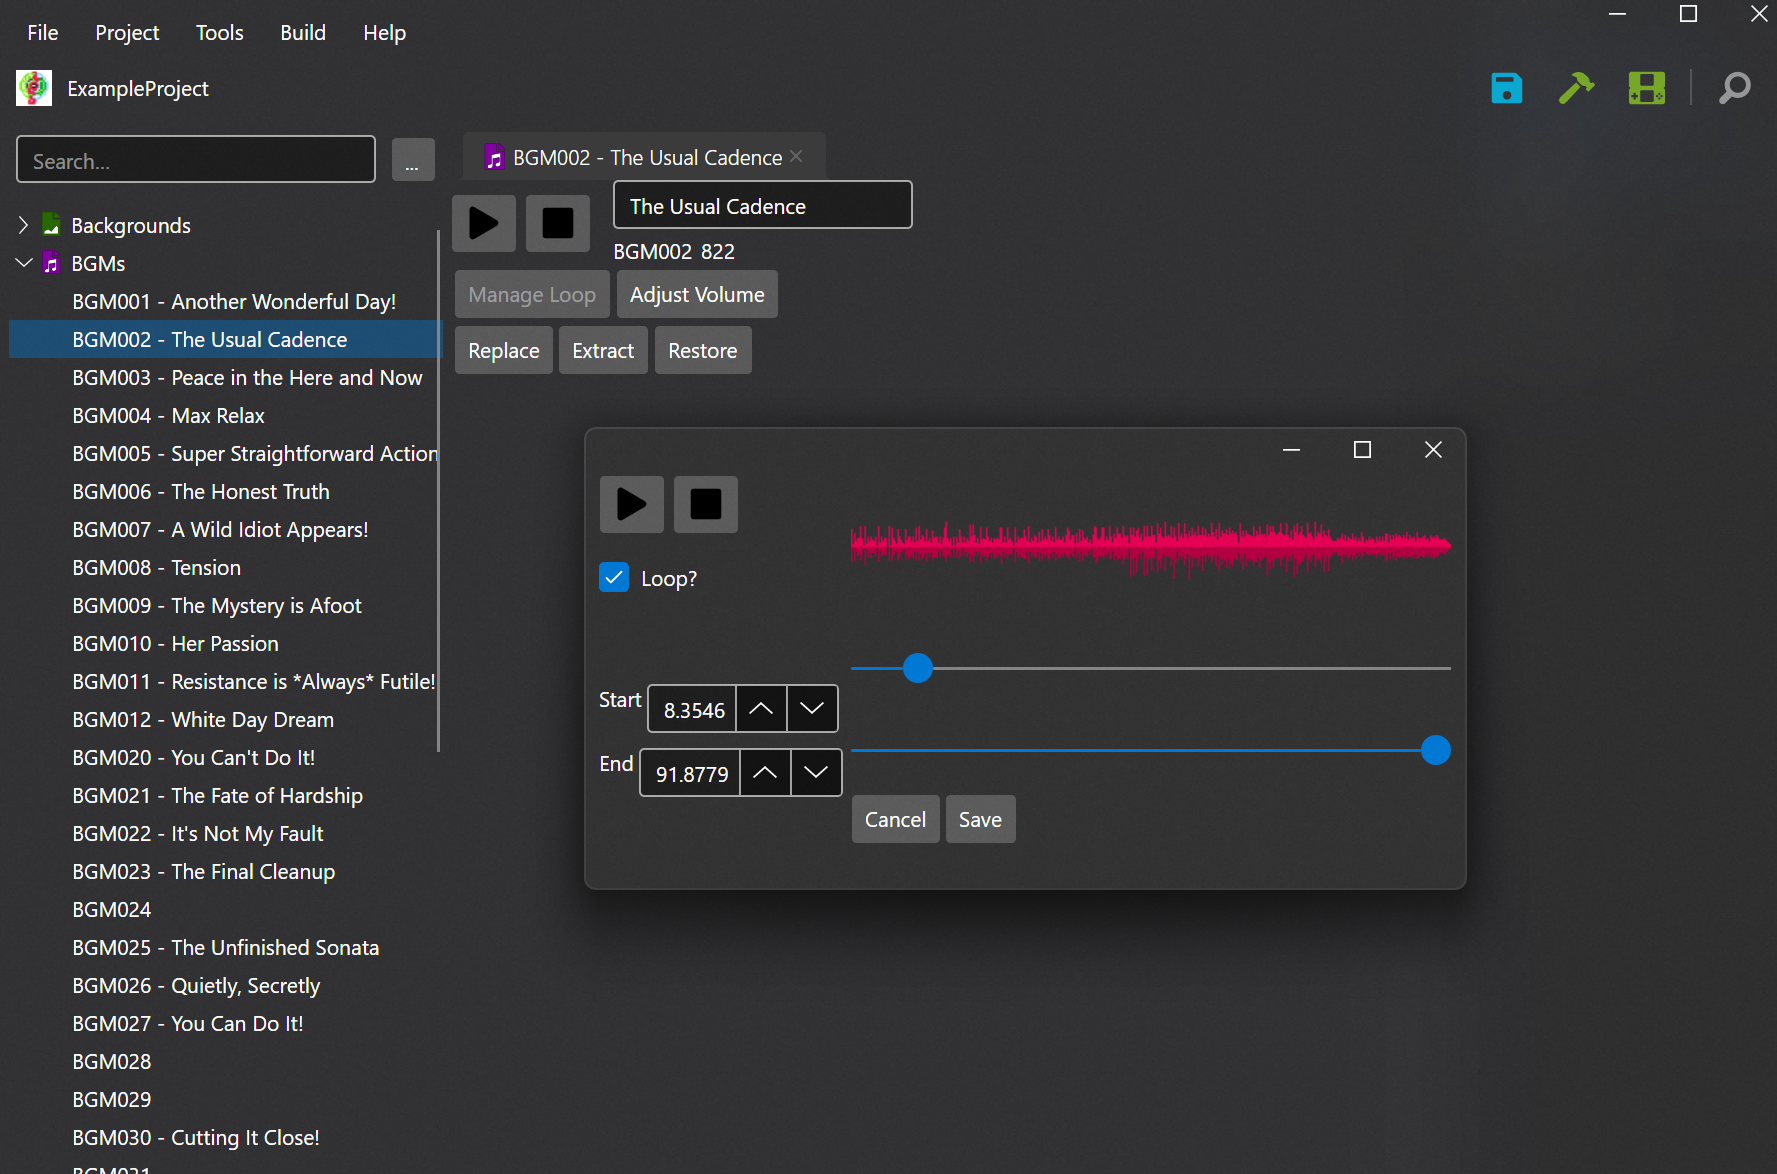 File Project Tools Build Help
ExampleProject
Search...
...
Backgrounds
BGMs
BGM001 - Another Wonderful Day!
BGM002 - The Usual Cadence
BGM003 - Peace in the Here and Now
BGM004 - Max Relax
BGM005 - Super Straightforward Action
BGM006 - The Honest Truth
BGM007 - A Wild Idiot Appears!
BGM008 - Tension
BGM009 - The Mystery is Afoot
BGM010 - Her Passion
BGM011 - Resistance is *Always* Futile!
BGM012 - White Day Dream
BGM020 - You Can't Do It!
BGM021 - The Fate of Hardship
BGM022 - It's Not My Fault
BGM023 - The Final Cleanup
BGM024
BGM025 - The Unfinished Sonata
BGM026 - Quietly, Secretly
BGM027 - You Can Do It!
BGM028
BGM029
BGM030 - Cutting It Close!
BGM002 - The Usual Cadence
The Usual Cadence
BGM002 822
Manage Loop Adjust Volume
Replace Extract Restore
Loop?
Start 8.3546
End 91.8779
Cancel Save